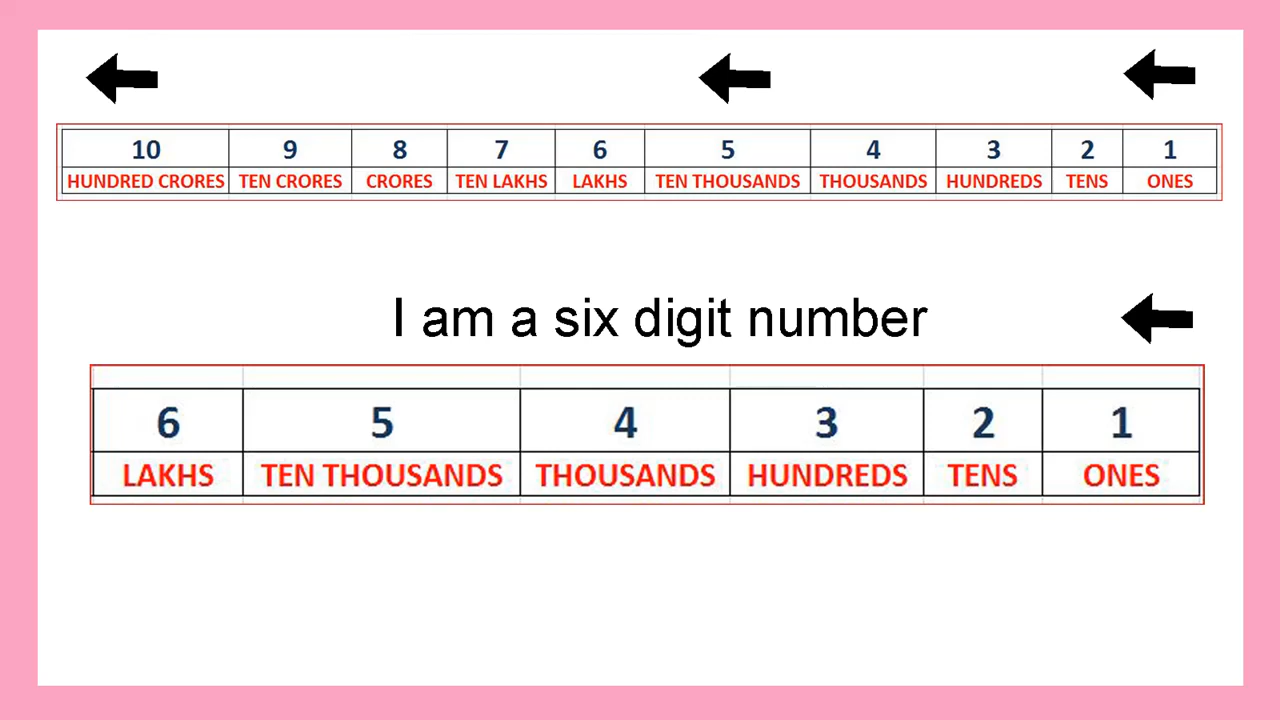 10 9 8 7 6 5 4 3 2 1
HUNDRED CRORES TEN CRORES CRORES TEN LAKHS LAKHS TEN THOUSANDS THOUSANDS HUNDREDS TENS ONES
I am a six digit number
6 5 4 3 2 1
LAKHS TEN THOUSANDS THOUSANDS HUNDREDS TENS ONES